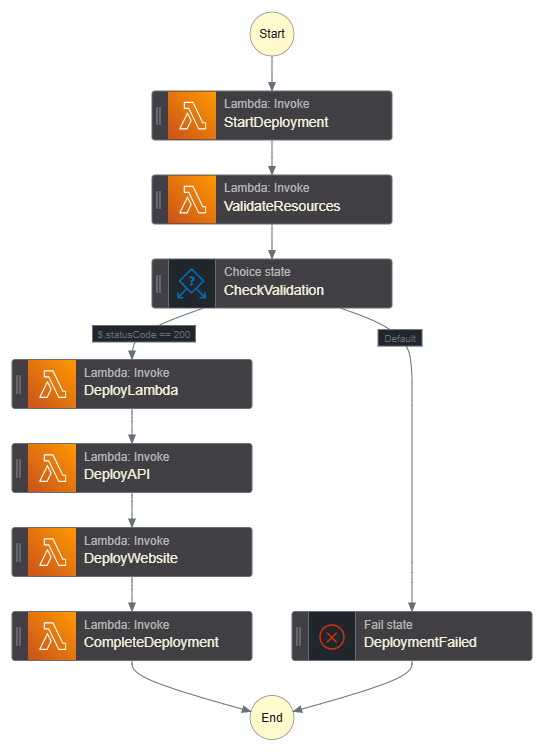 Start
Lambda: Invoke
StartDeployment
Lambda: Invoke
ValidateResources
Choice state
CheckValidation
$.statusCode == 200
Default
Lambda: Invoke
DeployLambda
Lambda: Invoke
DeployAPI
Lambda: Invoke
DeployWebsite
Lambda: Invoke
CompleteDeployment
Fail state
DeploymentFailed
End